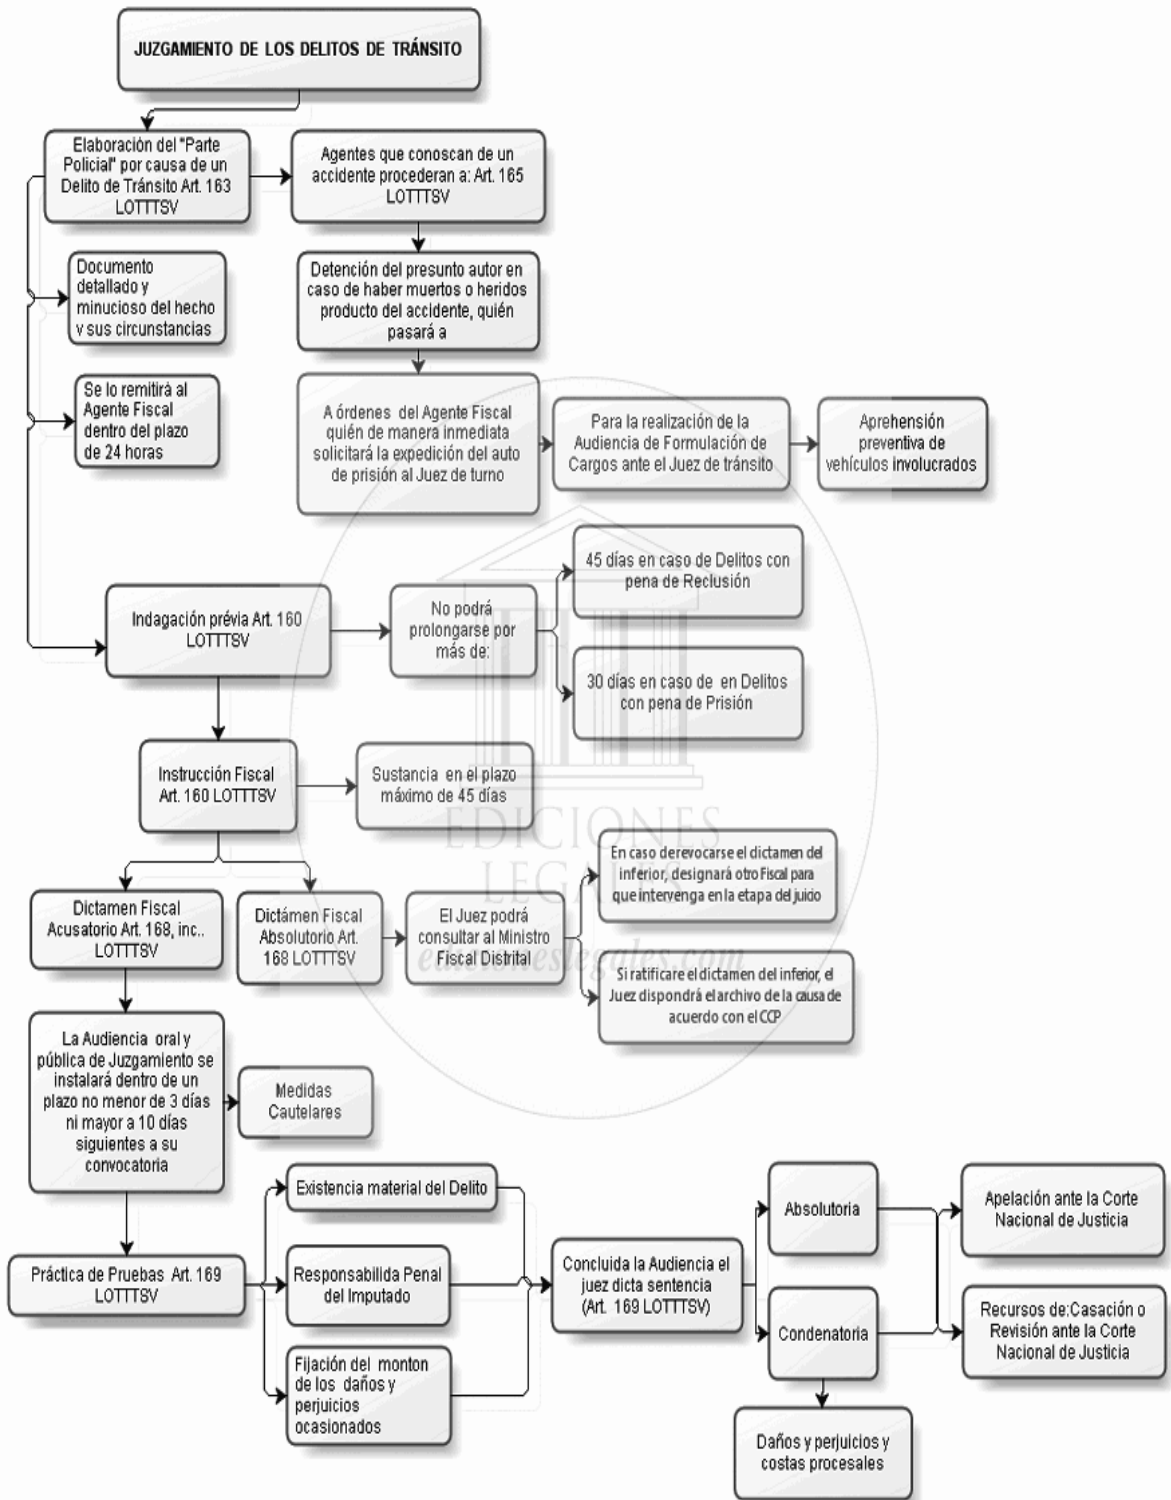 JUZGAMIENTO DE LOS DELITOS DE TRÁNSITO
Elaboración del "Parte
Policial" por causa de un
Delito de Tránsito Art. 163
LOTTTSV
Agentes que conoscan de un
accidente procederan a: Art. 165
LOTTTSV
Documento
detallado y
minucioso del hecho
y sus circunstancias
Detención del presunto autor en
caso de haber muertos o heridos
producto del accidente, quién
pasará a
Se lo remitirá al
Agente Fiscal
dentro del plazo
de 24 horas
A órdenes del Agente Fiscal
quién de manera inmediata
solicitará la expedición del auto
de prisión al Juez de turno
Para la realización de la
Audiencia de Formulación de
Cargos ante el Juez de tránsito
Aprehensión
preventiva de
vehículos involucrados
45 días en caso de Delitos con
pena de Reclusión
Indagación prévia Art. 160
LOTTTSV
No podrá
prolongarse por
más de:
30 días en caso de en Delitos
con pena de Prisión
Instrucción Fiscal
Art. 160 LOTTTSV
Sustancia en el plazo
máximo de 45 días
EDICIONES
LEGALES
edicioneslegales.com
En caso derevocarse el dictamen del
inferior, designará otro Fiscal para
que intervenga en la etapa del juicio
Dictamen Fiscal
Acusatorio Art. 168, inc..
LOTTTSV
Dictámen Fiscal
Absolutorio Art.
168 LOTTTSV
El Juez podrá
consultar al Ministro
Fiscal Distrital
Si ratificare el dictamen del inferior, el
Juez dispondrá el archivo de la causa de
acuerdo con el CCP
La Audiencia oral y
pública de Juzgamiento se
instalará dentro de un
plazo no menor de 3 días
ni mayor a 10 días
siguientes a su
convocatoria
Medidas
Cautelares
Existencia material del Delito
Práctica de Pruebas Art. 169
LOTTTSV
Responsabilida Penal
del Imputado
Fijación del monton
de los daños y
perjuicios
ocasionados
Concluida la Audiencia el
juez dicta sentencia
(Art. 169 LOTTTSV)
Absolutoria
Condenatoria
Apelación ante la Corte
Nacional de Justicia
Recursos de:Casación o
Revisión ante la Corte
Nacional de Justicia
Daños y perjuicios y
costas procesales